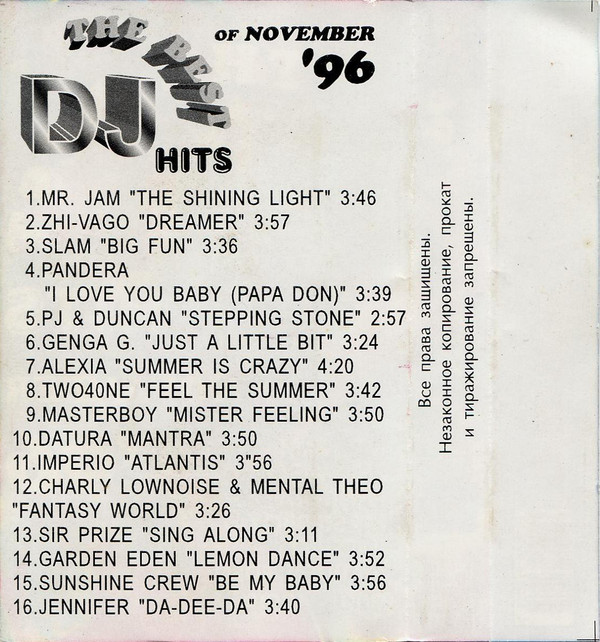 THE BEST
DJ
HITS
OF NOVEMBER
'96
1.MR. JAM "THE SHINING LIGHT" 3:46
2.ZHI-VAGO "DREAMER" 3:57
3.SLAM "BIG FUN" 3:36
4.PANDERA
"I LOVE YOU BABY (PAPA DON)" 3:39
5.PJ & DUNCAN "STEPPING STONE" 2:57
6.GENGA G. "JUST A LITTLE BIT" 3:24
7.ALEXIA "SUMMER IS CRAZY" 4:20
8.TWO4ONE "FEEL THE SUMMER" 3:42
9.MASTERBOY "MISTER FEELING" 3:50
10.DATURA "MANTRA" 3:50
11.IMPERIO "ATLANTIS" 3"56
12.CHARLY LOWNOISE & MENTAL THEO
"FANTASY WORLD" 3:26
13.SIR PRIZE "SING ALONG" 3:11
14.GARDEN EDEN "LEMON DANCE" 3:52
15.SUNSHINE CREW "BE MY BABY" 3:56
16.JENNIFER "DA-DEE-DA" 3:40
Все права защищены.
Незаконное копирование, прокат
и тиражирование запрещены.